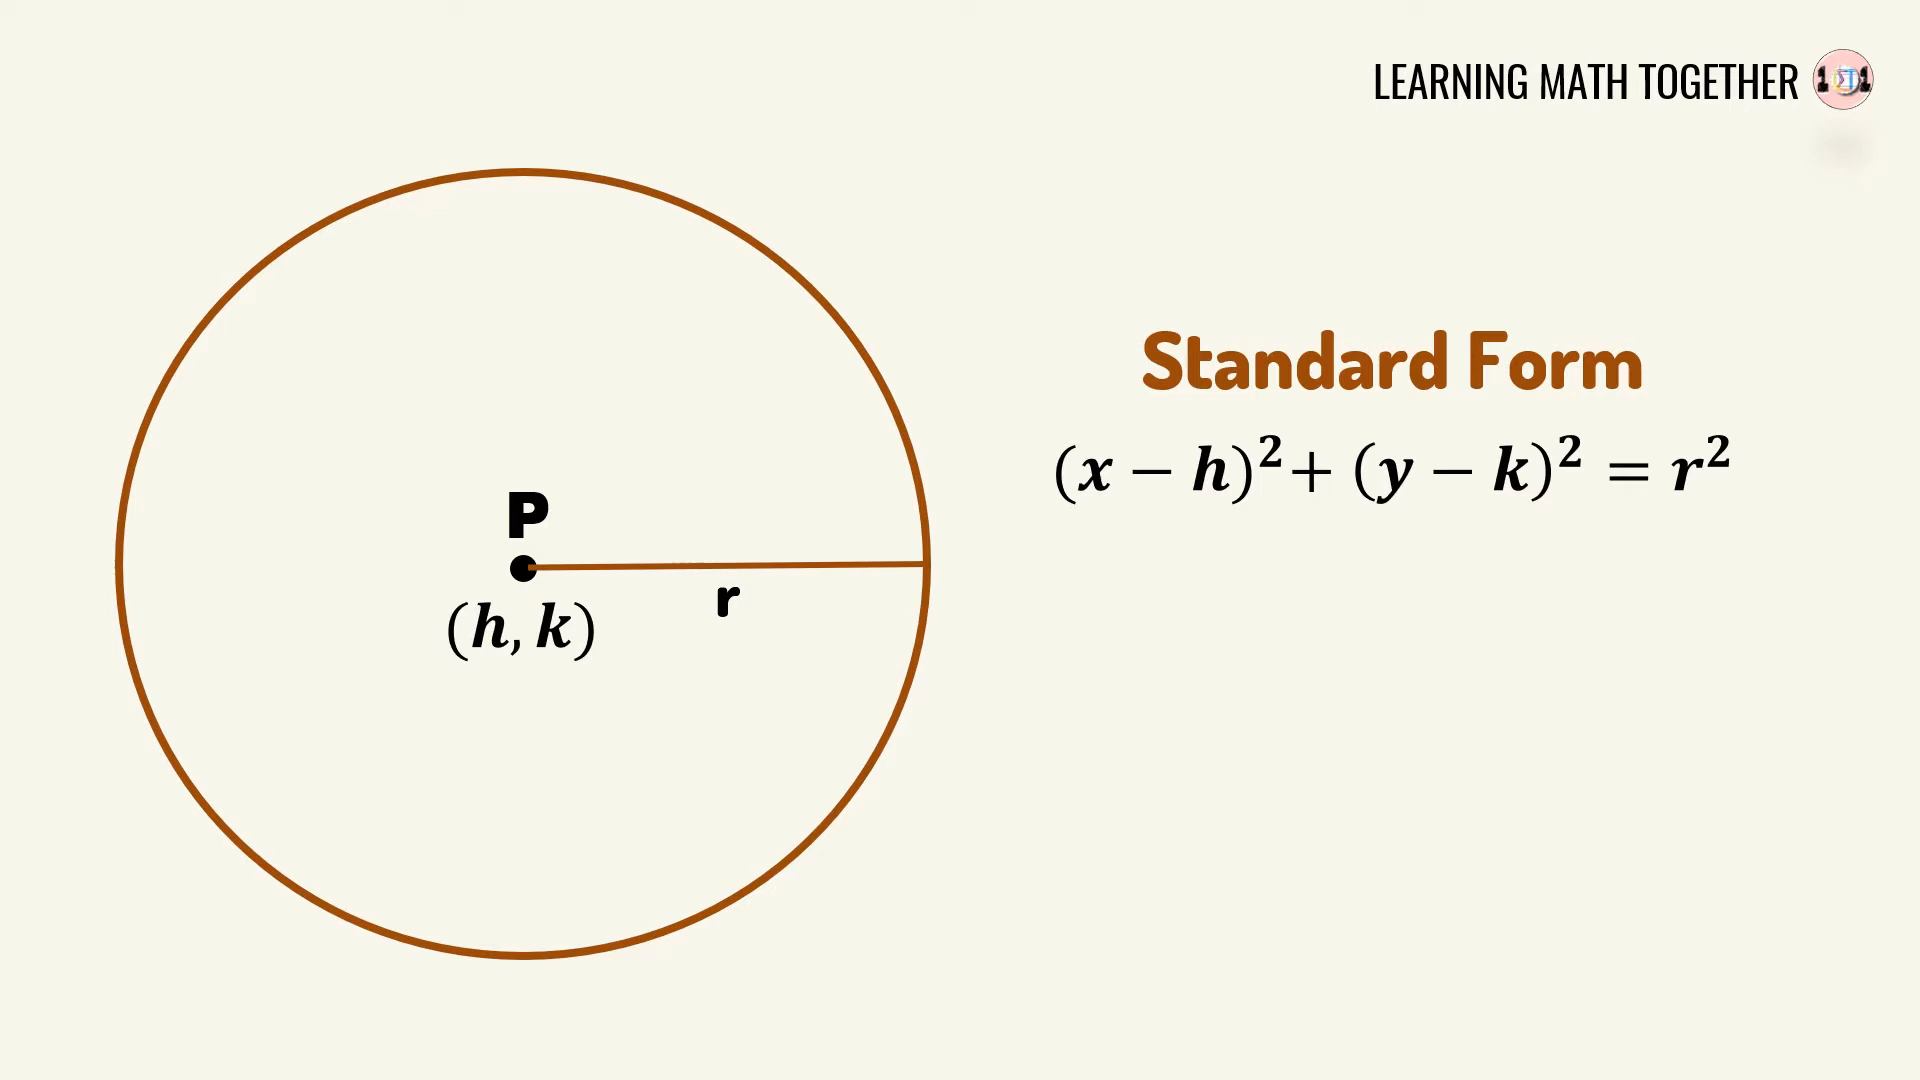 LEARNING MATH TOGETHER
Standard Form
(x − h)² + (y − k)² = r²
P
r
(h, k)